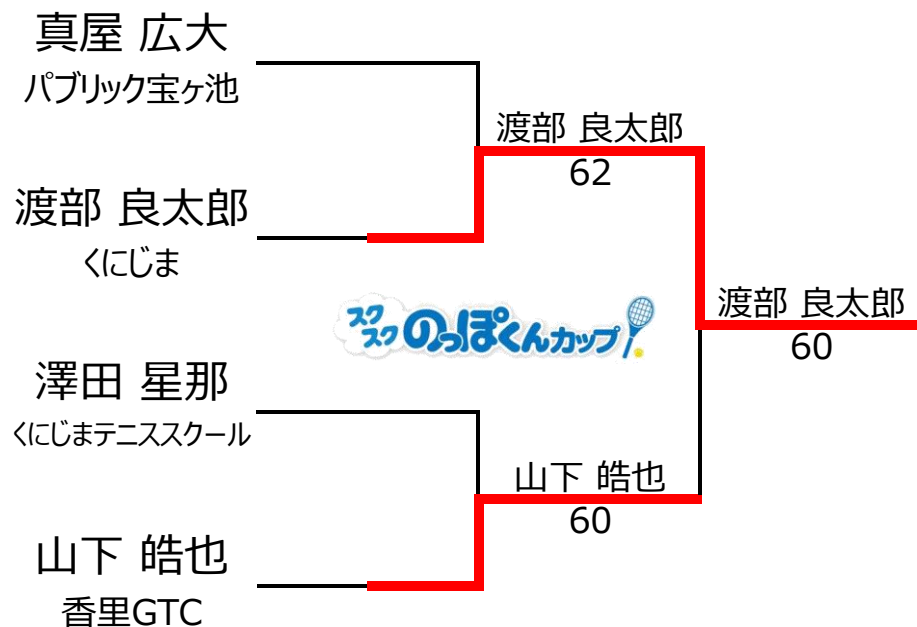 真屋 広大
パブリック宝ヶ池
渡部 良太郎
62
渡部 良太郎
くにじま
スクスク のっぽくんカップ
渡部 良太郎
60
澤田 星那
くにじまテニススクール
山下 皓也
60
山下 皓也
香里GTC